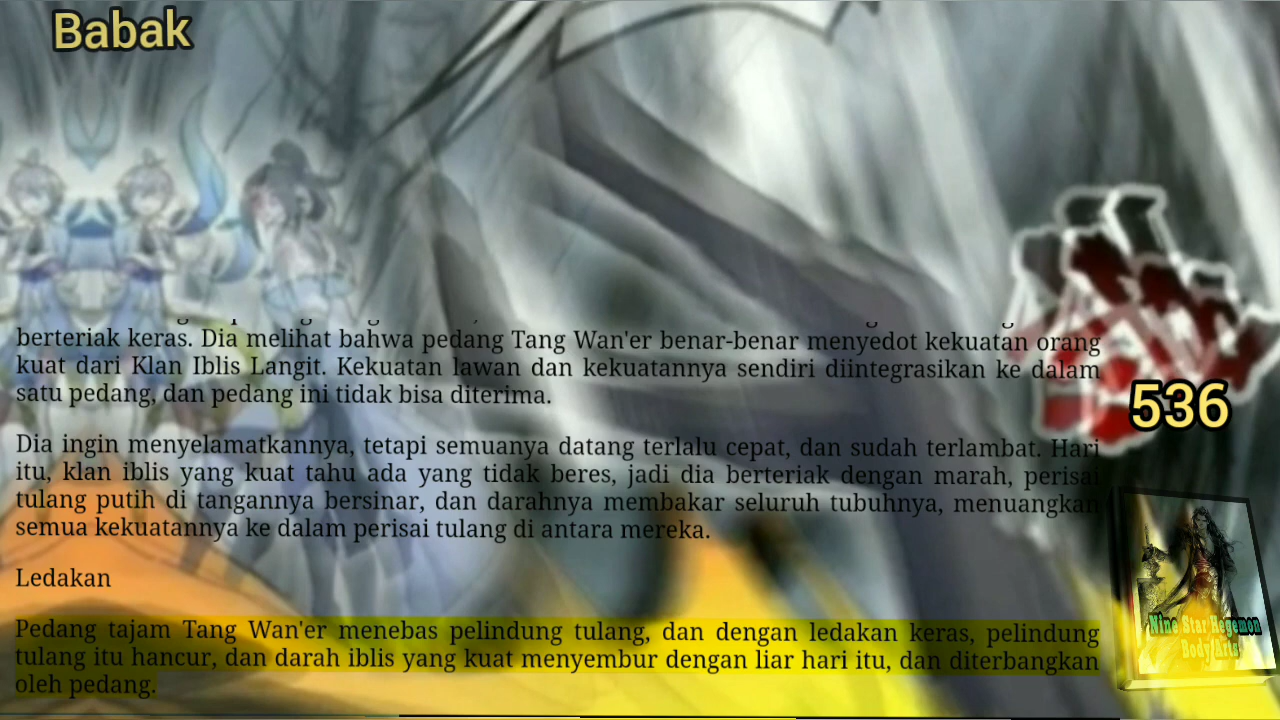 Babak
berteriak keras. Dia melihat bahwa pedang Tang Wan'er benar-benar menyedot kekuatan orang
kuat dari Klan Iblis Langit. Kekuatan lawan dan kekuatannya sendiri diintegrasikan ke dalam
satu pedang, dan pedang ini tidak bisa diterima.
536
Dia ingin menyelamatkannya, tetapi semuanya datang terlalu cepat, dan sudah terlambat. Hari
itu, klan iblis yang kuat tahu ada yang tidak beres, jadi dia berteriak dengan marah, perisai
tulang putih di tangannya bersinar, dan darahnya membakar seluruh tubuhnya, menuangkan
semua kekuatannya ke dalam perisai tulang di antara mereka.
Ledakan
Pedang tajam Tang Wan'er menebas pelindung tulang, dan dengan ledakan keras, pelindung
tulang itu hancur, dan darah iblis yang kuat menyembur dengan liar hari itu, dan diterbangkan
oleh pedang.
Nine Star Hegemon
Body Arts